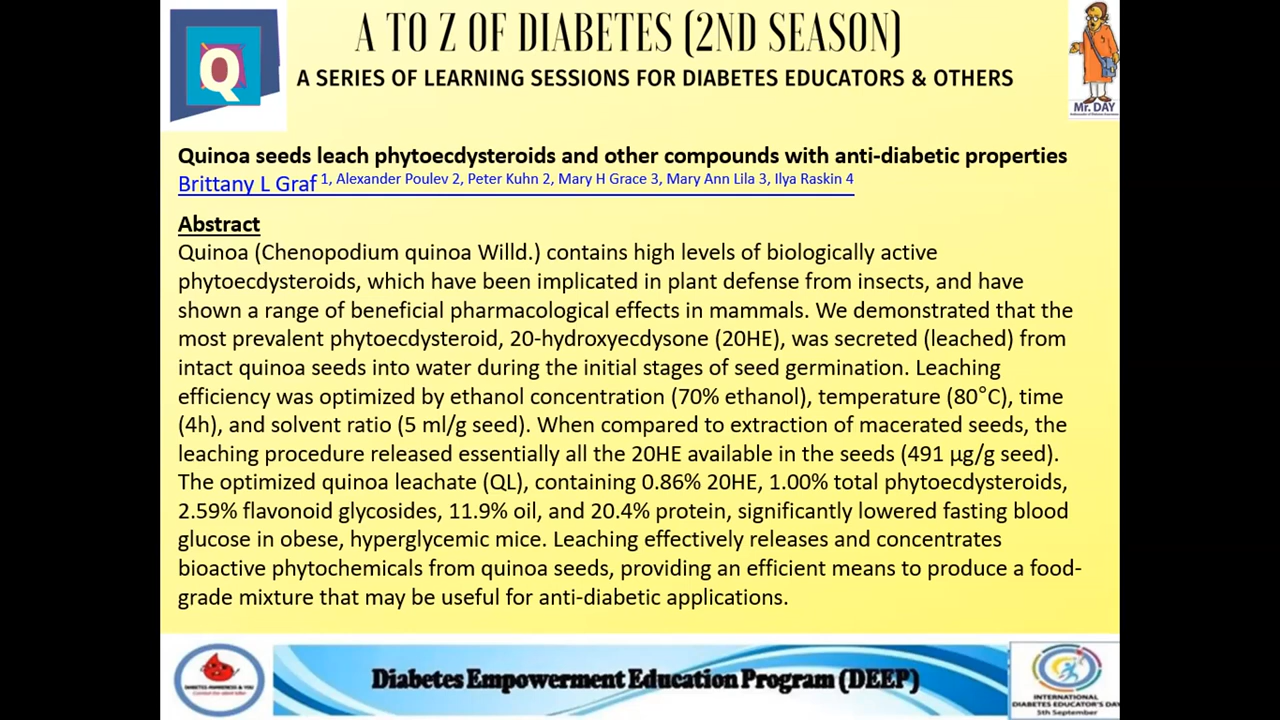 A TO Z OF DIABETES (2ND SEASON)
A SERIES OF LEARNING SESSIONS FOR DIABETES EDUCATORS & OTHERS
Q
Mr. DAY
Quinoa seeds leach phytoecdysteroids and other compounds with anti-diabetic properties
Brittany L Graf 1, Alexander Poulev 2, Peter Kuhn 2, Mary H Grace 3, Mary Ann Lila 3, Ilya Raskin 4
Abstract
Quinoa (Chenopodium quinoa Willd.) contains high levels of biologically active
phytoecdysteroids, which have been implicated in plant defense from insects, and have
shown a range of beneficial pharmacological effects in mammals. We demonstrated that the
most prevalent phytoecdysteroid, 20-hydroxyecdysone (20HE), was secreted (leached) from
intact quinoa seeds into water during the initial stages of seed germination. Leaching
efficiency was optimized by ethanol concentration (70% ethanol), temperature (80°C), time
(4h), and solvent ratio (5 ml/g seed). When compared to extraction of macerated seeds, the
leaching procedure released essentially all the 20HE available in the seeds (491 µg/g seed).
The optimized quinoa leachate (QL), containing 0.86% 20HE, 1.00% total phytoecdysteroids,
2.59% flavonoid glycosides, 11.9% oil, and 20.4% protein, significantly lowered fasting blood
glucose in obese, hyperglycemic mice. Leaching effectively releases and concentrates
bioactive phytochemicals from quinoa seeds, providing an efficient means to produce a food-
grade mixture that may be useful for anti-diabetic applications.
DIABETES AWARENESS & YOU
Diabetes Empowerment Education Program (DEEP)
INTERNATIONAL
DIABETES EDUCATOR'S DAY
5th September